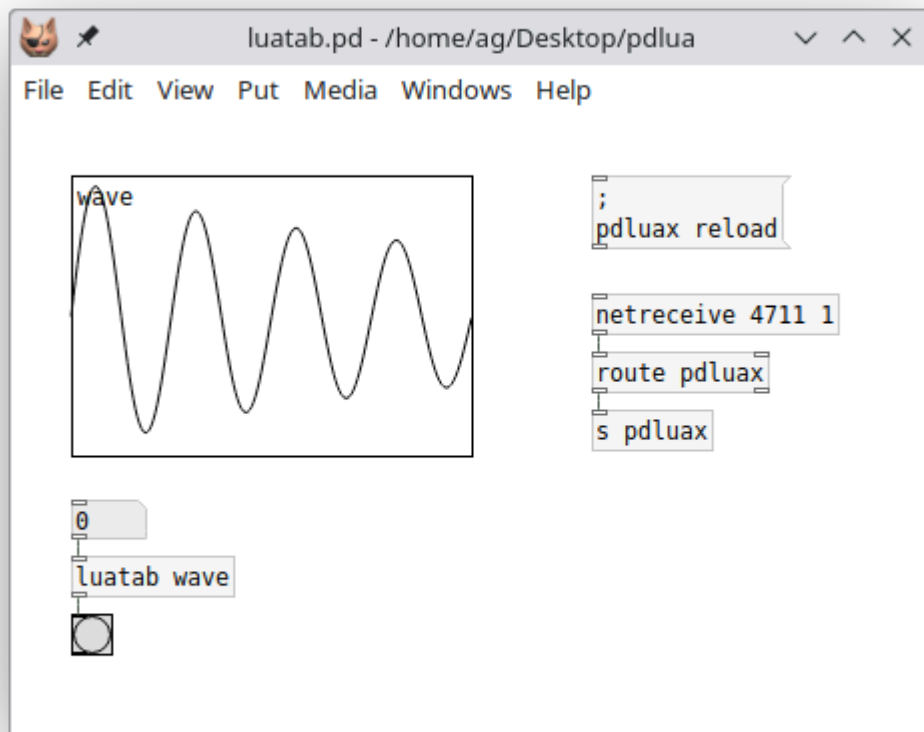 luatab.pd - /home/ag/Desktop/pdlua
File Edit View Put Media Windows Help
wave
;
pdluax reload
netreceive 4711 1
route pdluax
s pdluax
0
luatab wave